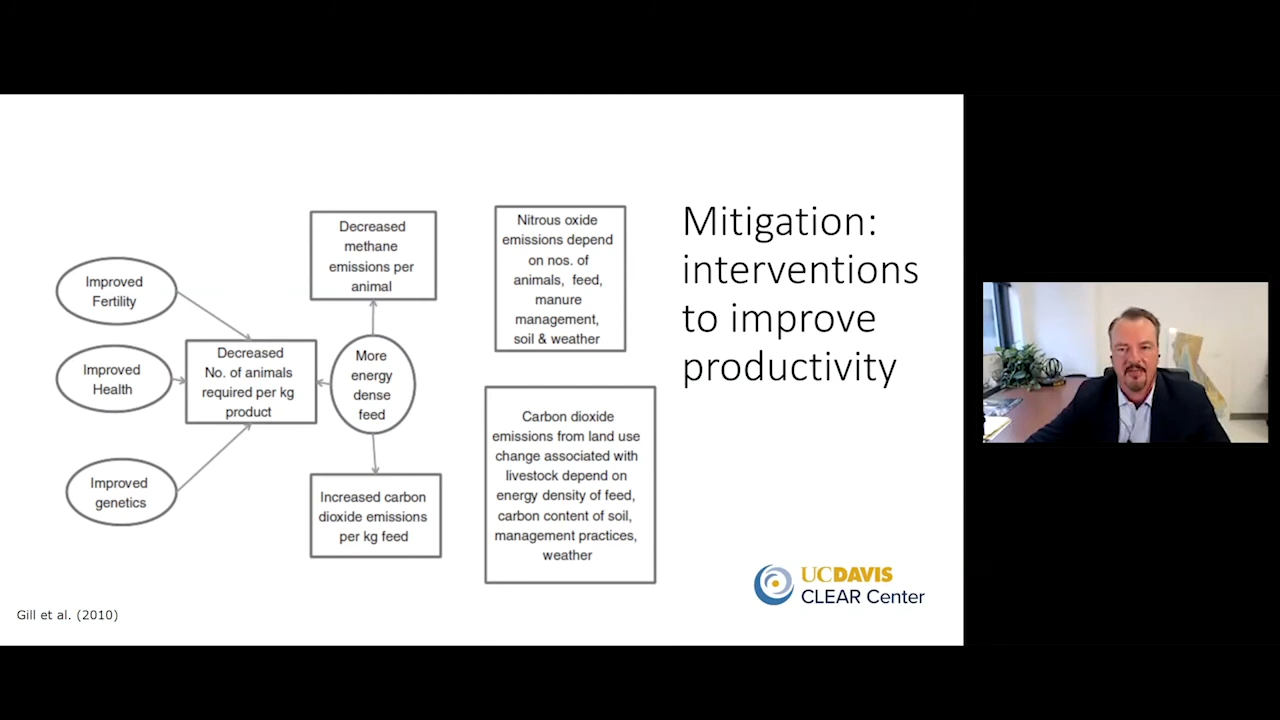 Mitigation:
interventions
to improve
productivity
Improved
Fertility
Improved
Health
Improved
genetics
Decreased
No. of animals
required per kg
product
Decreased
methane
emissions per
animal
More
energy
dense
feed
Increased carbon
dioxide emissions
per kg feed
Nitrous oxide
emissions depend
on nos. of
animals, feed,
manure
management,
soil & weather
Carbon dioxide
emissions from land use
change associated with
livestock depend on
energy density of feed,
carbon content of soil,
management practices,
weather
Gill et al. (2010)
UCDAVIS
CLEAR Center